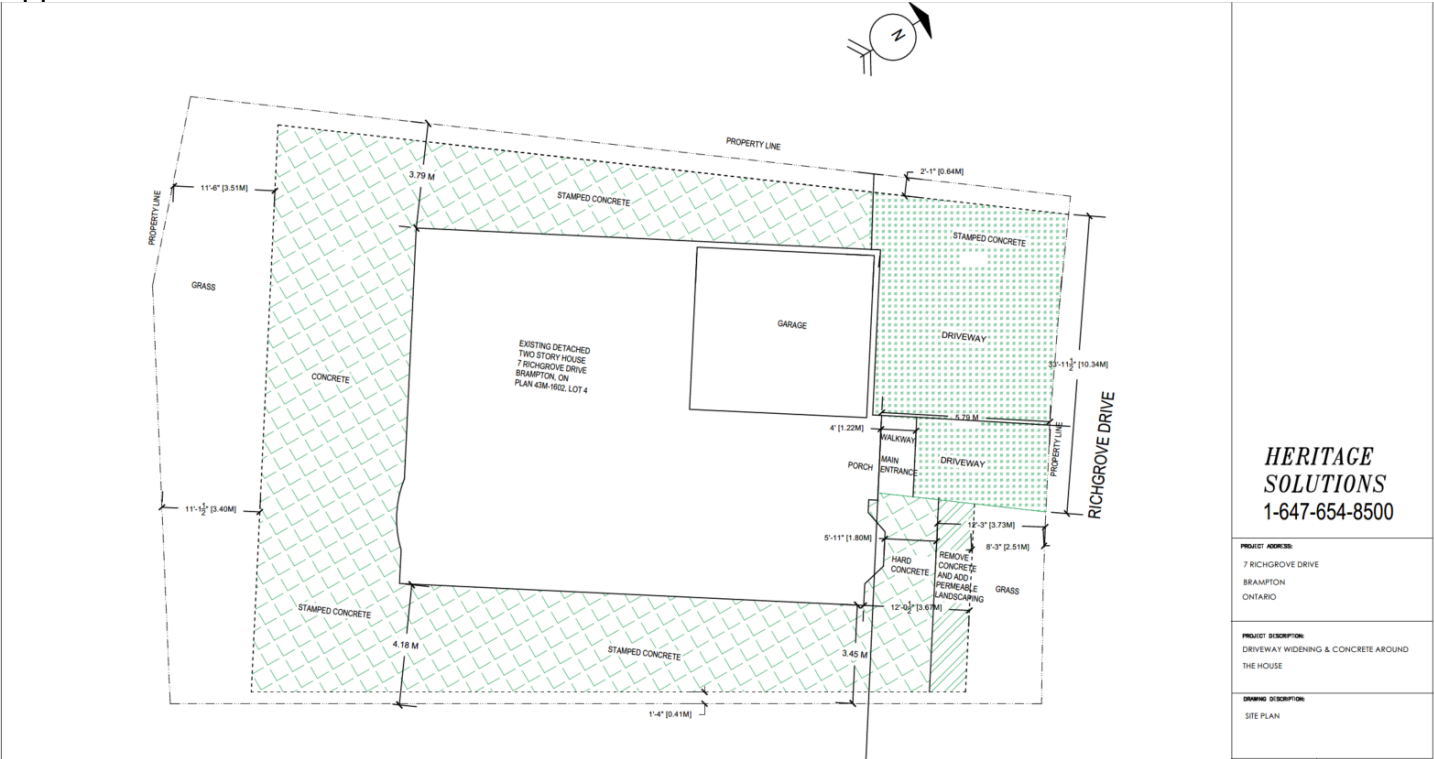 N
PROPERTY LINE
2'-1" [0.64M]
11'-6" [3.51M]
3.79 M
STAMPED CONCRETE
PROPERTY LINE
STAMPED CONCRETE
GRASS
GARAGE
DRIVEWAY
EXISTING DETACHED
TWO STORY HOUSE
7 RICHGROVE DRIVE
BRAMPTON, ON
PLAN 43M-1602, LOT 4
CONCRETE
3'-11½" [10.34M]
RICHGROVE DRIVE
5.79 M
4' [1.22M]
WALKWAY
PROPERTY LINE
PORCH
MAIN
ENTRANCE
DRIVEWAY
11'-1½" [3.40M]
12'-3" [3.73M]
5'-11" [1.80M]
8'-3" [2.51M]
HARD
CONCRETE
REMOVE
CONCRETE
AND ADD
PERMEABLE
LANDSCAPING
GRASS
12'-0½" [3.67M]
STAMPED CONCRETE
4.18 M
STAMPED CONCRETE
3.45 M
1'-4" [0.41M]
HERITAGE
SOLUTIONS
1-647-654-8500
PROJECT ADDRESS:
7 RICHGROVE DRIVE
BRAMPTON
ONTARIO
PROJECT DESCRIPTION:
DRIVEWAY WIDENING & CONCRETE AROUND
THE HOUSE
DRAWING DESCRIPTION:
SITE PLAN